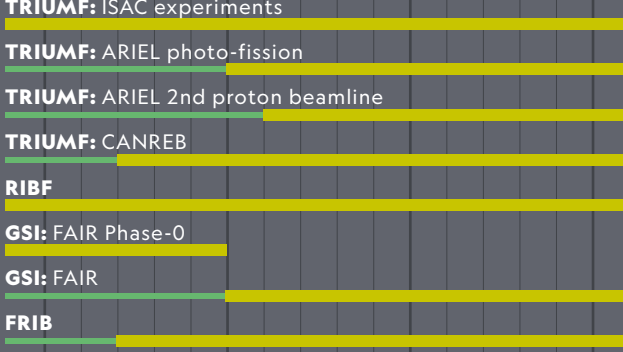 TRIUMF: ISAC experiments
TRIUMF: ARIEL photo-fission
TRIUMF: ARIEL 2nd proton beamline
TRIUMF: CANREB
RIBF
GSI: FAIR Phase-0
GSI: FAIR
FRIB